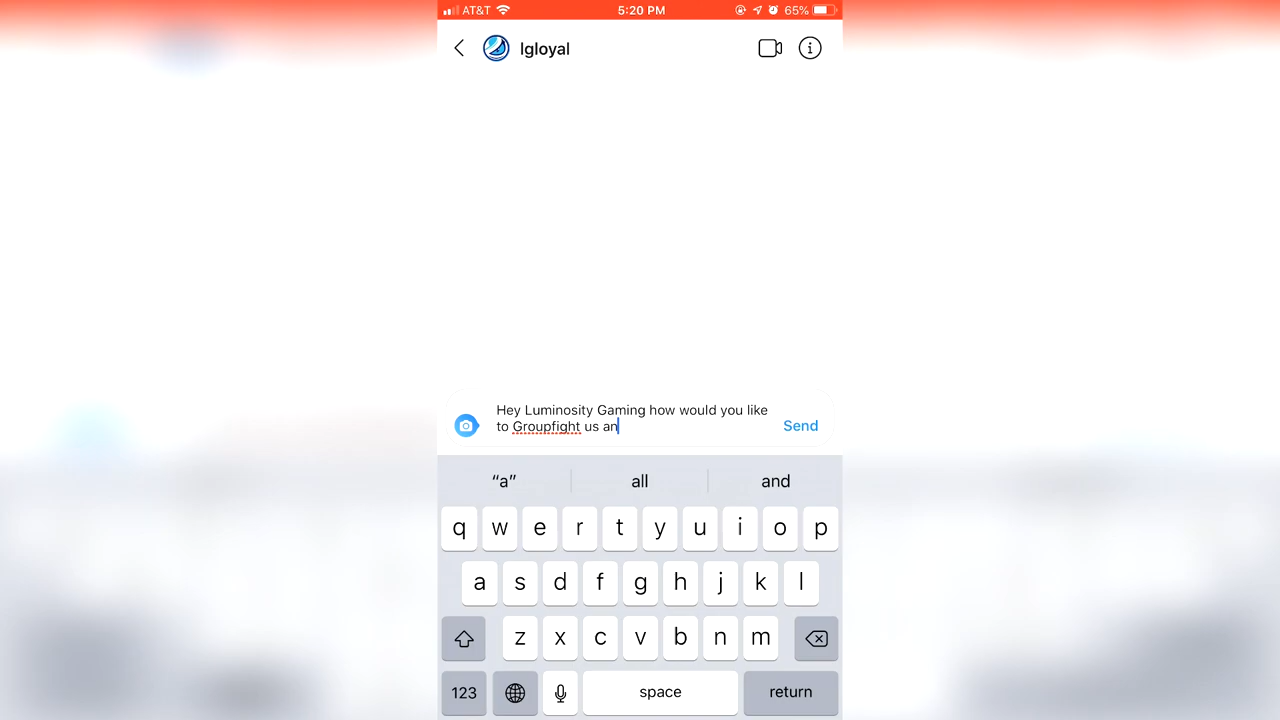 AT&T 5:20 PM 65%
lgloyal
Hey Luminosity Gaming how would you like
to Groupfight us an
Send
“a” all and
q w e r t y u i o p
a s d f g h j k l
z x c v b n m
123 space return